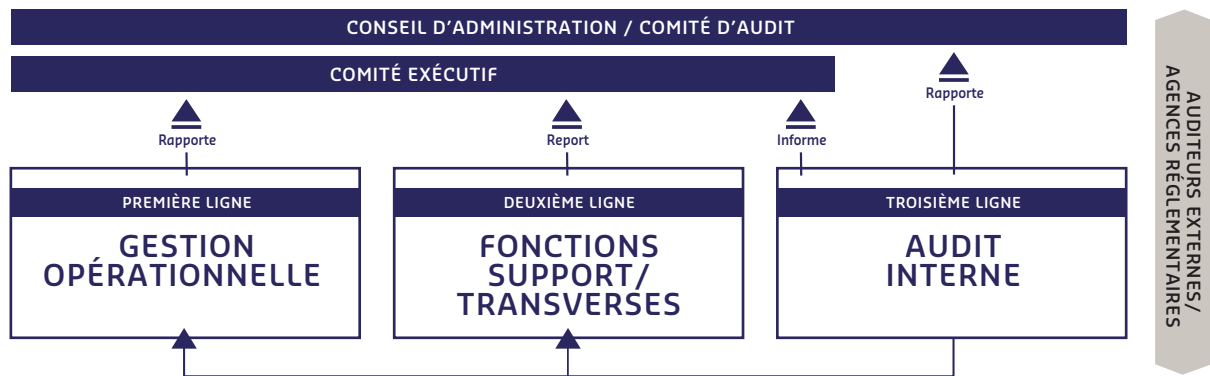 CONSEIL D'ADMINISTRATION / COMITÉ D'AUDIT
COMITÉ EXÉCUTIF
Rapporte
Rapporte
Report
Informe
PREMIÈRE LIGNE
GESTION
OPÉRATIONNELLE
DEUXIÈME LIGNE
FONCTIONS
SUPPORT/
TRANSVERSES
TROISIÈME LIGNE
AUDIT
INTERNE
AUDITEURS EXTERNES/
AGENCES RÉGLEMENTAIRES